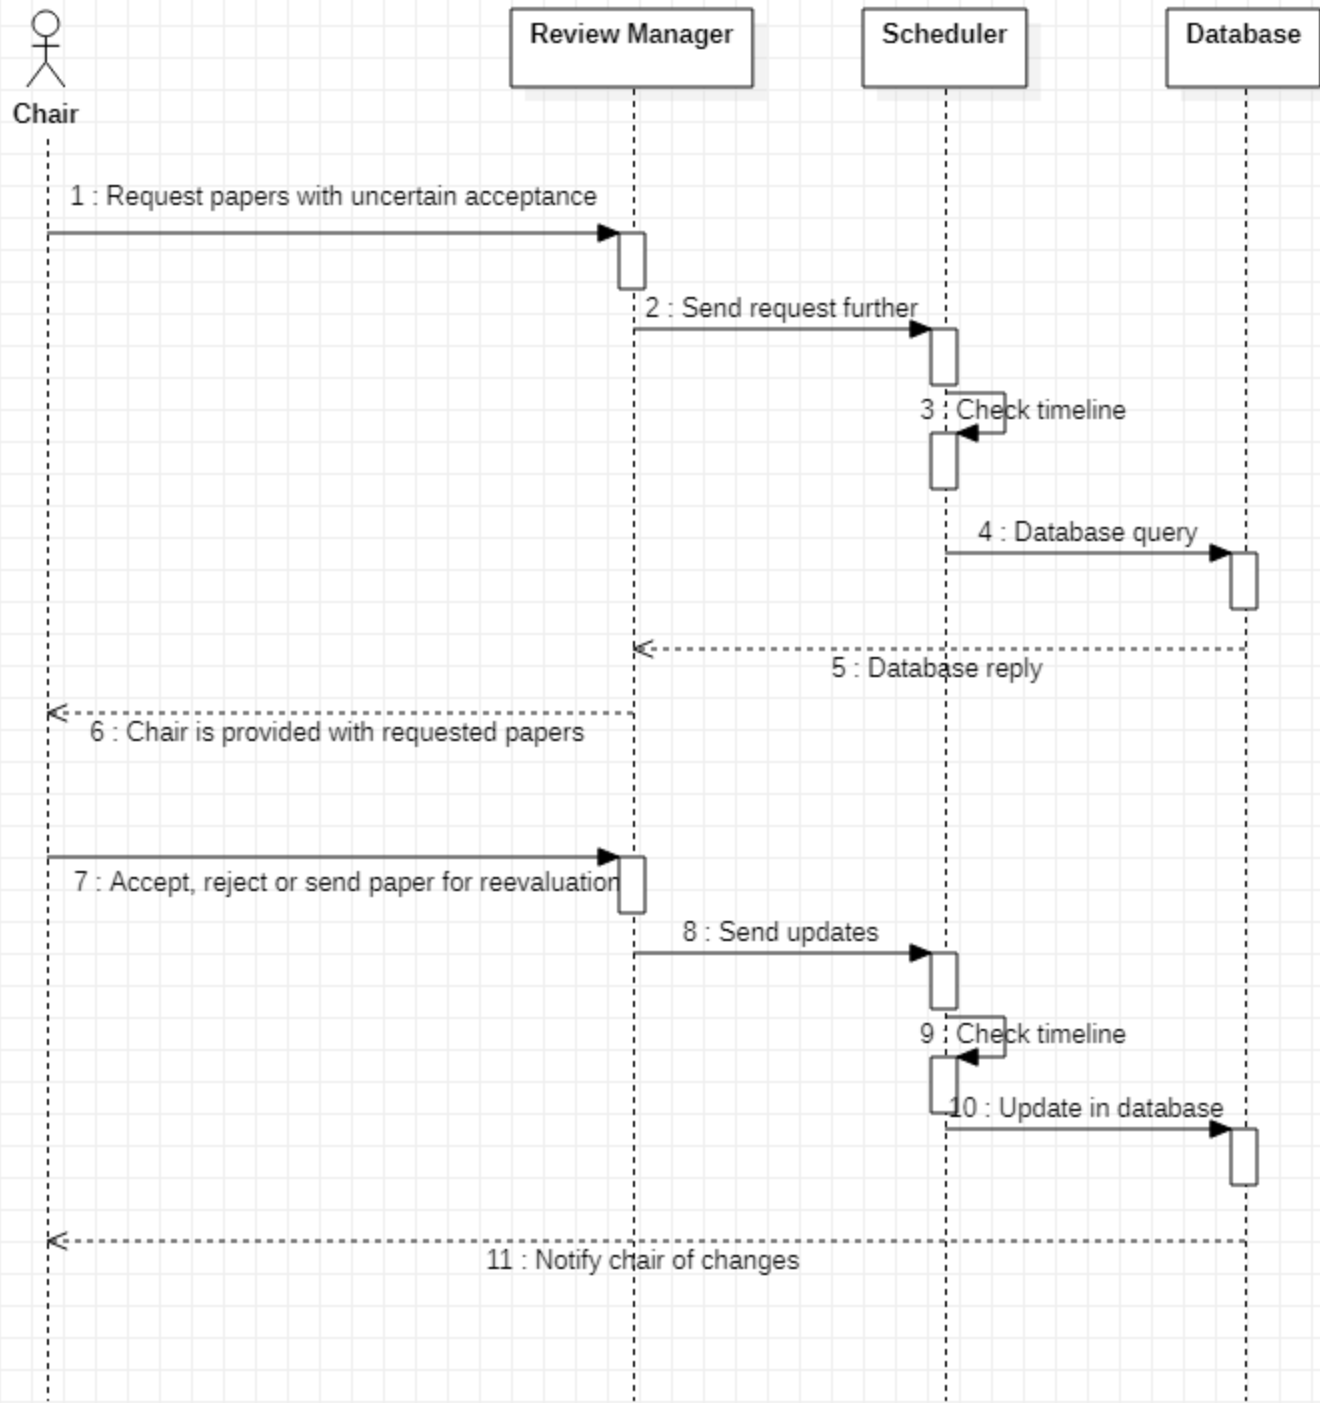 Chair
Review Manager
Scheduler
Database
1 : Request papers with uncertain acceptance
2 : Send request further
3 : Check timeline
4 : Database query
5 : Database reply
6 : Chair is provided with requested papers
7 : Accept, reject or send paper for reevaluation
8 : Send updates
9 : Check timeline
10 : Update in database
11 : Notify chair of changes